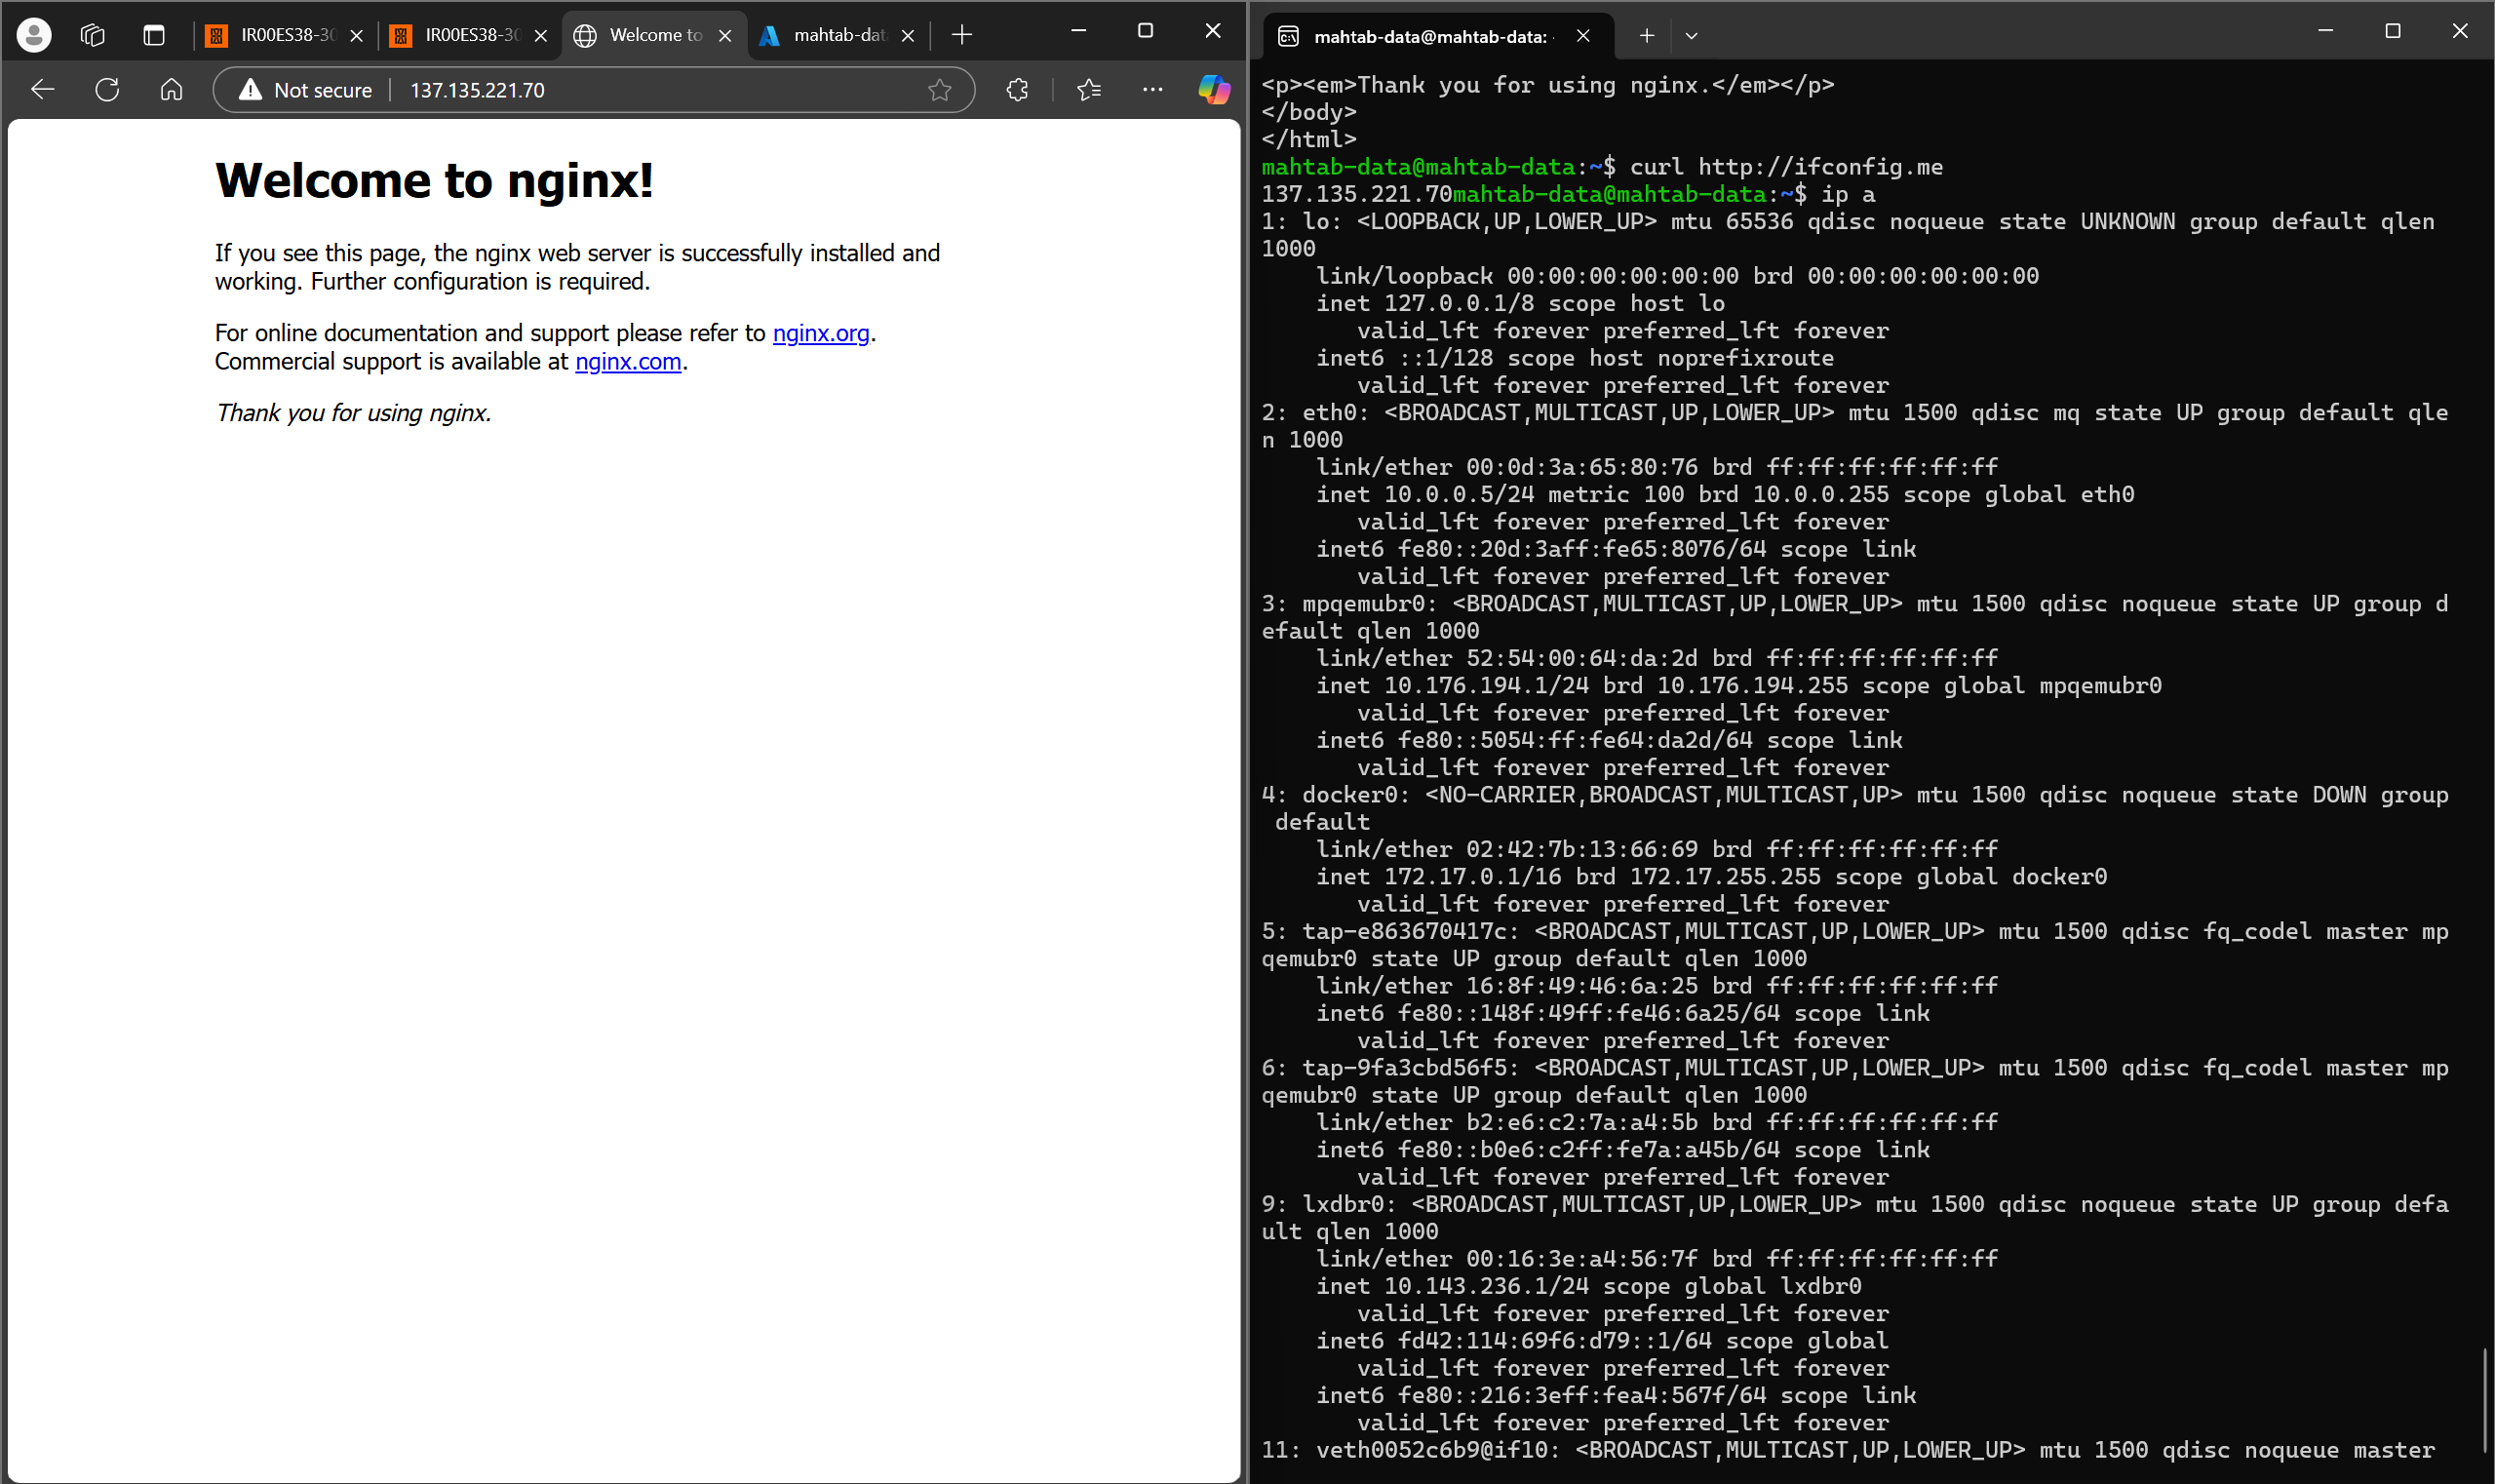 IR00ES38-30
IR00ES38-30
Welcome to
mahtab-dat
Not secure
137.135.221.70
Welcome to nginx!
If you see this page, the nginx web server is successfully installed and
working. Further configuration is required.
For online documentation and support please refer to nginx.org.
Commercial support is available at nginx.com.
Thank you for using nginx.
mahtab-data@mahtab-data:
<p><em>Thank you for using nginx.</em></p>
</body>
</html>
mahtab-data@mahtab-data:~$ curl http://ifconfig.me
137.135.221.70mahtab-data@mahtab-data:~$ ip a
1: lo: <LOOPBACK,UP,LOWER_UP> mtu 65536 qdisc noqueue state UNKNOWN group default qlen
1000
link/loopback 00:00:00:00:00:00 brd 00:00:00:00:00:00
inet 127.0.0.1/8 scope host lo
valid_lft forever preferred_lft forever
inet6 ::1/128 scope host noprefixroute
valid_lft forever preferred_lft forever
2: eth0: <BROADCAST,MULTICAST,UP,LOWER_UP> mtu 1500 qdisc mq state UP group default qle
n 1000
link/ether 00:0d:3a:65:80:76 brd ff:ff:ff:ff:ff:ff
inet 10.0.0.5/24 metric 100 brd 10.0.0.255 scope global eth0
valid_lft forever preferred_lft forever
inet6 fe80::20d:3aff:fe65:8076/64 scope link
valid_lft forever preferred_lft forever
3: mpqemubr0: <BROADCAST,MULTICAST,UP,LOWER_UP> mtu 1500 qdisc noqueue state UP group d
efault qlen 1000
link/ether 52:54:00:64:da:2d brd ff:ff:ff:ff:ff:ff
inet 10.176.194.1/24 brd 10.176.194.255 scope global mpqemubr0
valid_lft forever preferred_lft forever
inet6 fe80::5054:ff:fe64:da2d/64 scope link
valid_lft forever preferred_lft forever
4: docker0: <NO-CARRIER,BROADCAST,MULTICAST,UP> mtu 1500 qdisc noqueue state DOWN group
default
link/ether 02:42:7b:13:66:69 brd ff:ff:ff:ff:ff:ff
inet 172.17.0.1/16 brd 172.17.255.255 scope global docker0
valid_lft forever preferred_lft forever
5: tap-e863670417c: <BROADCAST,MULTICAST,UP,LOWER_UP> mtu 1500 qdisc fq_codel master mp
qemubr0 state UP group default qlen 1000
link/ether 16:8f:49:46:6a:25 brd ff:ff:ff:ff:ff:ff
inet6 fe80::148f:49ff:fe46:6a25/64 scope link
valid_lft forever preferred_lft forever
6: tap-9fa3cbd56f5: <BROADCAST,MULTICAST,UP,LOWER_UP> mtu 1500 qdisc fq_codel master mp
qemubr0 state UP group default qlen 1000
link/ether b2:e6:c2:7a:a4:5b brd ff:ff:ff:ff:ff:ff
inet6 fe80::b0e6:c2ff:fe7a:a45b/64 scope link
valid_lft forever preferred_lft forever
9: lxdbr0: <BROADCAST,MULTICAST,UP,LOWER_UP> mtu 1500 qdisc noqueue state UP group defa
ult qlen 1000
link/ether 00:16:3e:a4:56:7f brd ff:ff:ff:ff:ff:ff
inet 10.143.236.1/24 scope global lxdbr0
valid_lft forever preferred_lft forever
inet6 fd42:114:69f6:d79::1/64 scope global
valid_lft forever preferred_lft forever
inet6 fe80::216:3eff:fea4:567f/64 scope link
valid_lft forever preferred_lft forever
11: veth0052c6b9@if10: <BROADCAST,MULTICAST,UP,LOWER_UP> mtu 1500 qdisc noqueue master